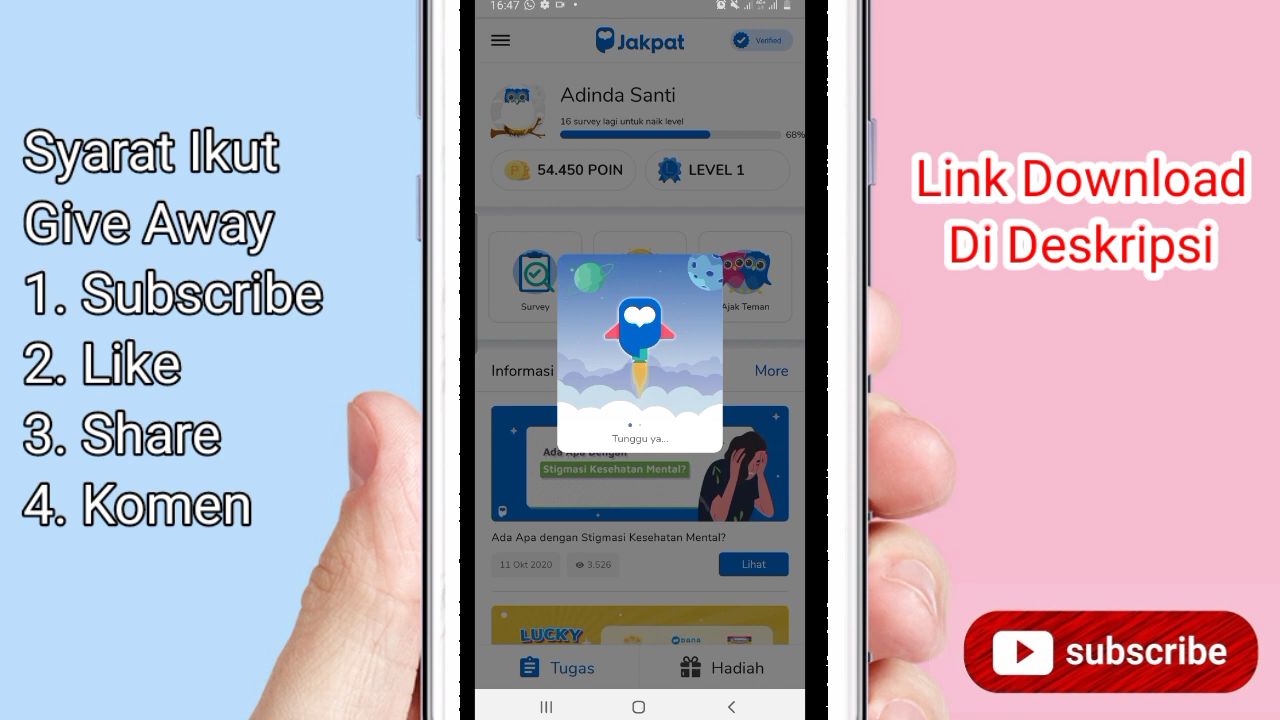 Syarat Ikut
Give Away
1. Subscribe
2. Like
3. Share
4. Komen
16:47
Jakpat
Verified
Adinda Santi
16 survey lagi untuk naik level
68%
54.450 POIN
LEVEL 1
Survey
Ajak Teman
Tunggu ya...
Informasi
More
Ada Apa Dengan
Stigmasi Kesehatan Mental?
Ada Apa dengan Stigmasi Kesehatan Mental?
11 Okt 2020
3.526
Lihat
LUCKY
DANA
Tugas
Hadiah
Link Download
Di Deskripsi
subscribe